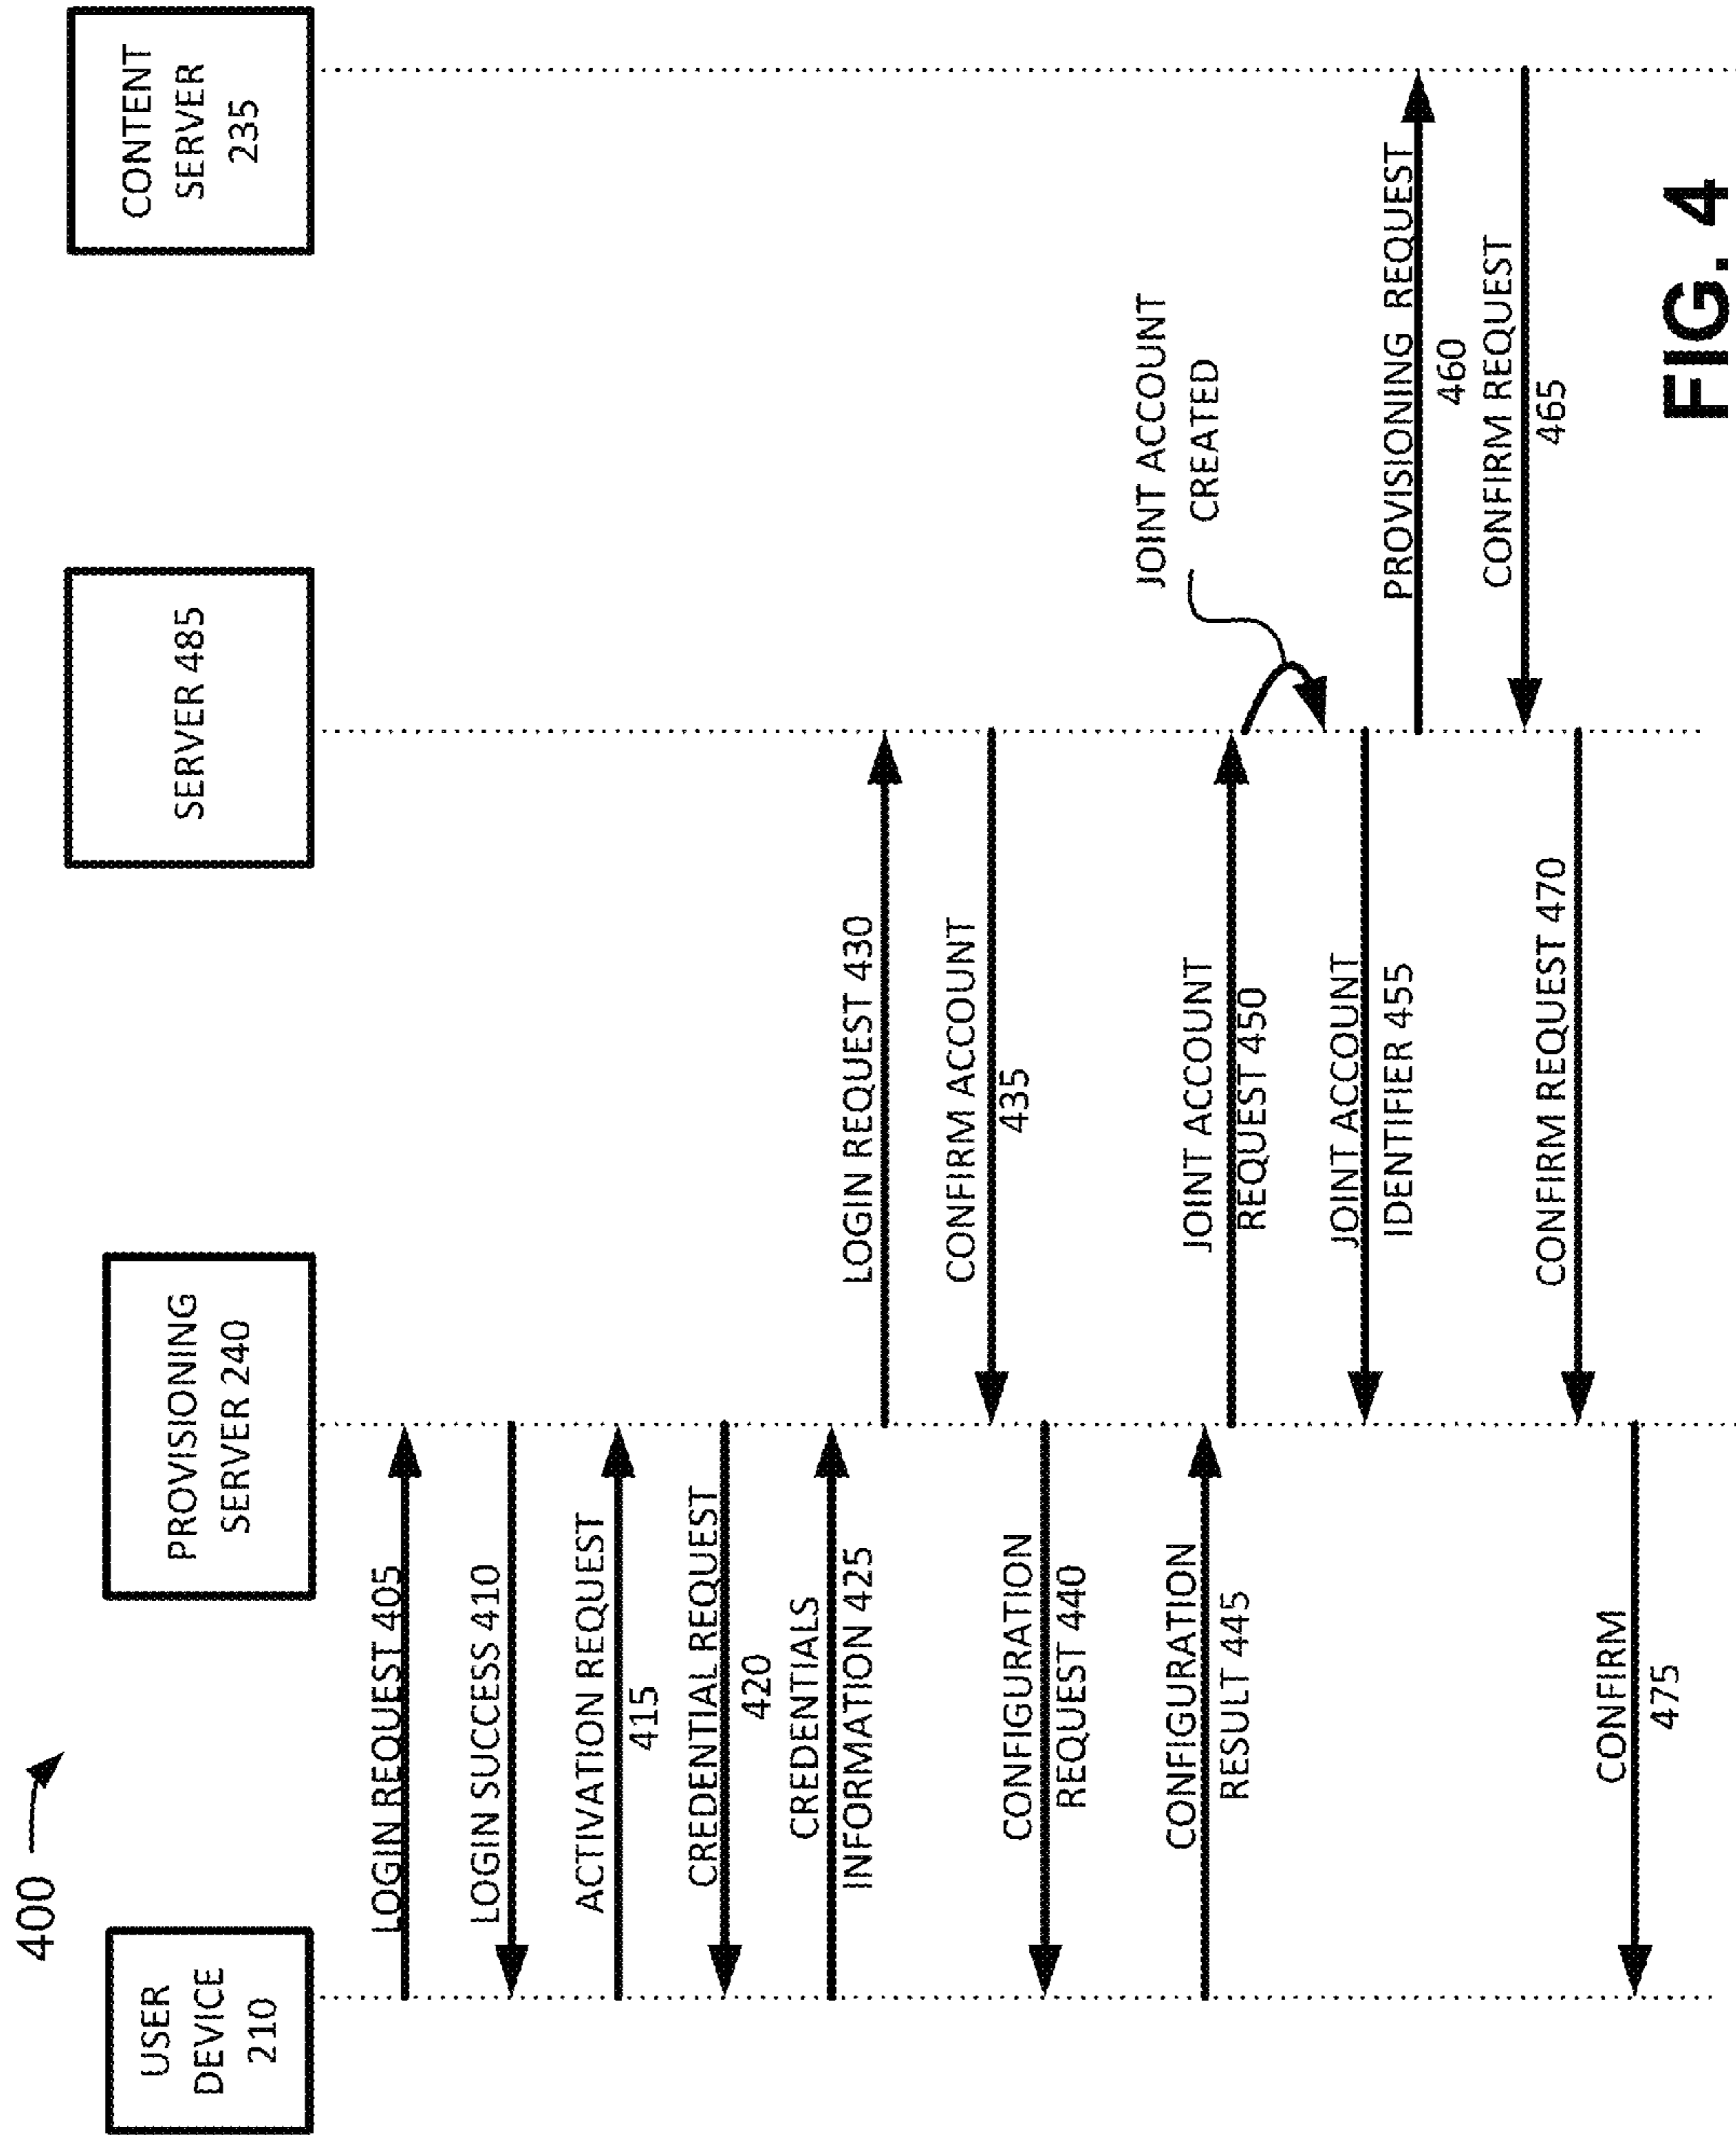 400
USER
DEVICE
210
PROVISIONING
SERVER 240
SERVER 485
CONTENT
SERVER
235
LOGIN REQUEST 405
LOGIN SUCCESS 410
ACTIVATION REQUEST
415
CREDENTIAL REQUEST
420
CREDENTIALS
INFORMATION 425
LOGIN REQUEST 430
CONFIRM ACCOUNT
435
CONFIGURATION
REQUEST 440
CONFIGURATION
RESULT 445
JOINT ACCOUNT
REQUEST 450
JOINT ACCOUNT
CREATED
JOINT ACCOUNT
IDENTIFIER 455
PROVISIONING REQUEST
460
CONFIRM REQUEST
465
CONFIRM REQUEST 470
CONFIRM
475
FIG. 4